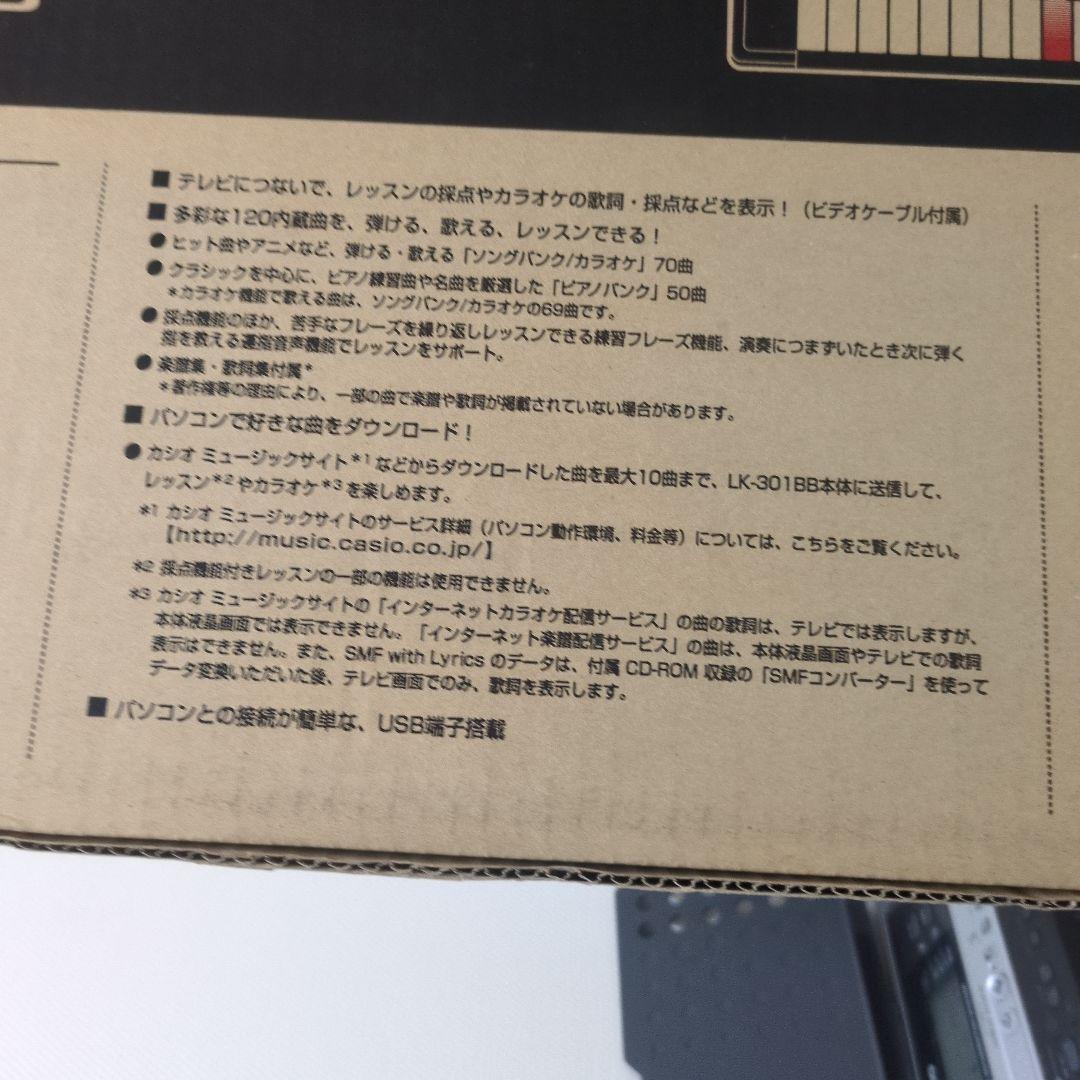 ■ テレビにつないで、レッスンの採点やカラオケの歌詞・採点などを表示！（ビデオケーブル付属）
■ 多彩な120内蔵曲を、弾ける、歌える、レッスンできる！
● ヒット曲やアニメなど、弾ける・歌える「ソングバンク/カラオケ」70曲
● クラシックを中心に、ピアノ練習曲や名曲を厳選した「ピアノバンク」50曲
＊カラオケ機能で歌える曲は、ソングバンク/カラオケの69曲です。
● 採点機能のほか、苦手なフレーズを繰り返しレッスンできる練習フレーズ機能、演奏につまずいたとき次に弾く
指を教える運指音声機能でレッスンをサポート。
● 楽譜集・歌詞集付属＊
＊著作権等の理由により、一部の曲で楽譜や歌詞が掲載されていない場合があります。
■ パソコンで好きな曲をダウンロード！
● カシオ ミュージックサイト＊1などからダウンロードした曲を最大10曲まで、LK-301BB本体に送信して、
レッスン＊2やカラオケ＊3を楽しめます。
＊1 カシオ ミュージックサイトのサービス詳細（パソコン動作環境、料金等）については、こちらをご覧ください。
【http://music.casio.co.jp/】
＊2 採点機能付きレッスンの一部の機能は使用できません。
＊3 カシオ ミュージックサイトの「インターネットカラオケ配信サービス」の曲の歌詞は、テレビでは表示しますが、
本体液晶画面では表示できません。「インターネット楽譜配信サービス」の曲は、本体液晶画面やテレビでの歌詞
表示はできません。また、SMF with Lyrics のデータは、付属 CD-ROM 収録の「SMFコンバーター」を使って
データ変換いただいた後、テレビ画面でのみ、歌詞を表示します。
■ パソコンとの接続が簡単な、USB端子搭載